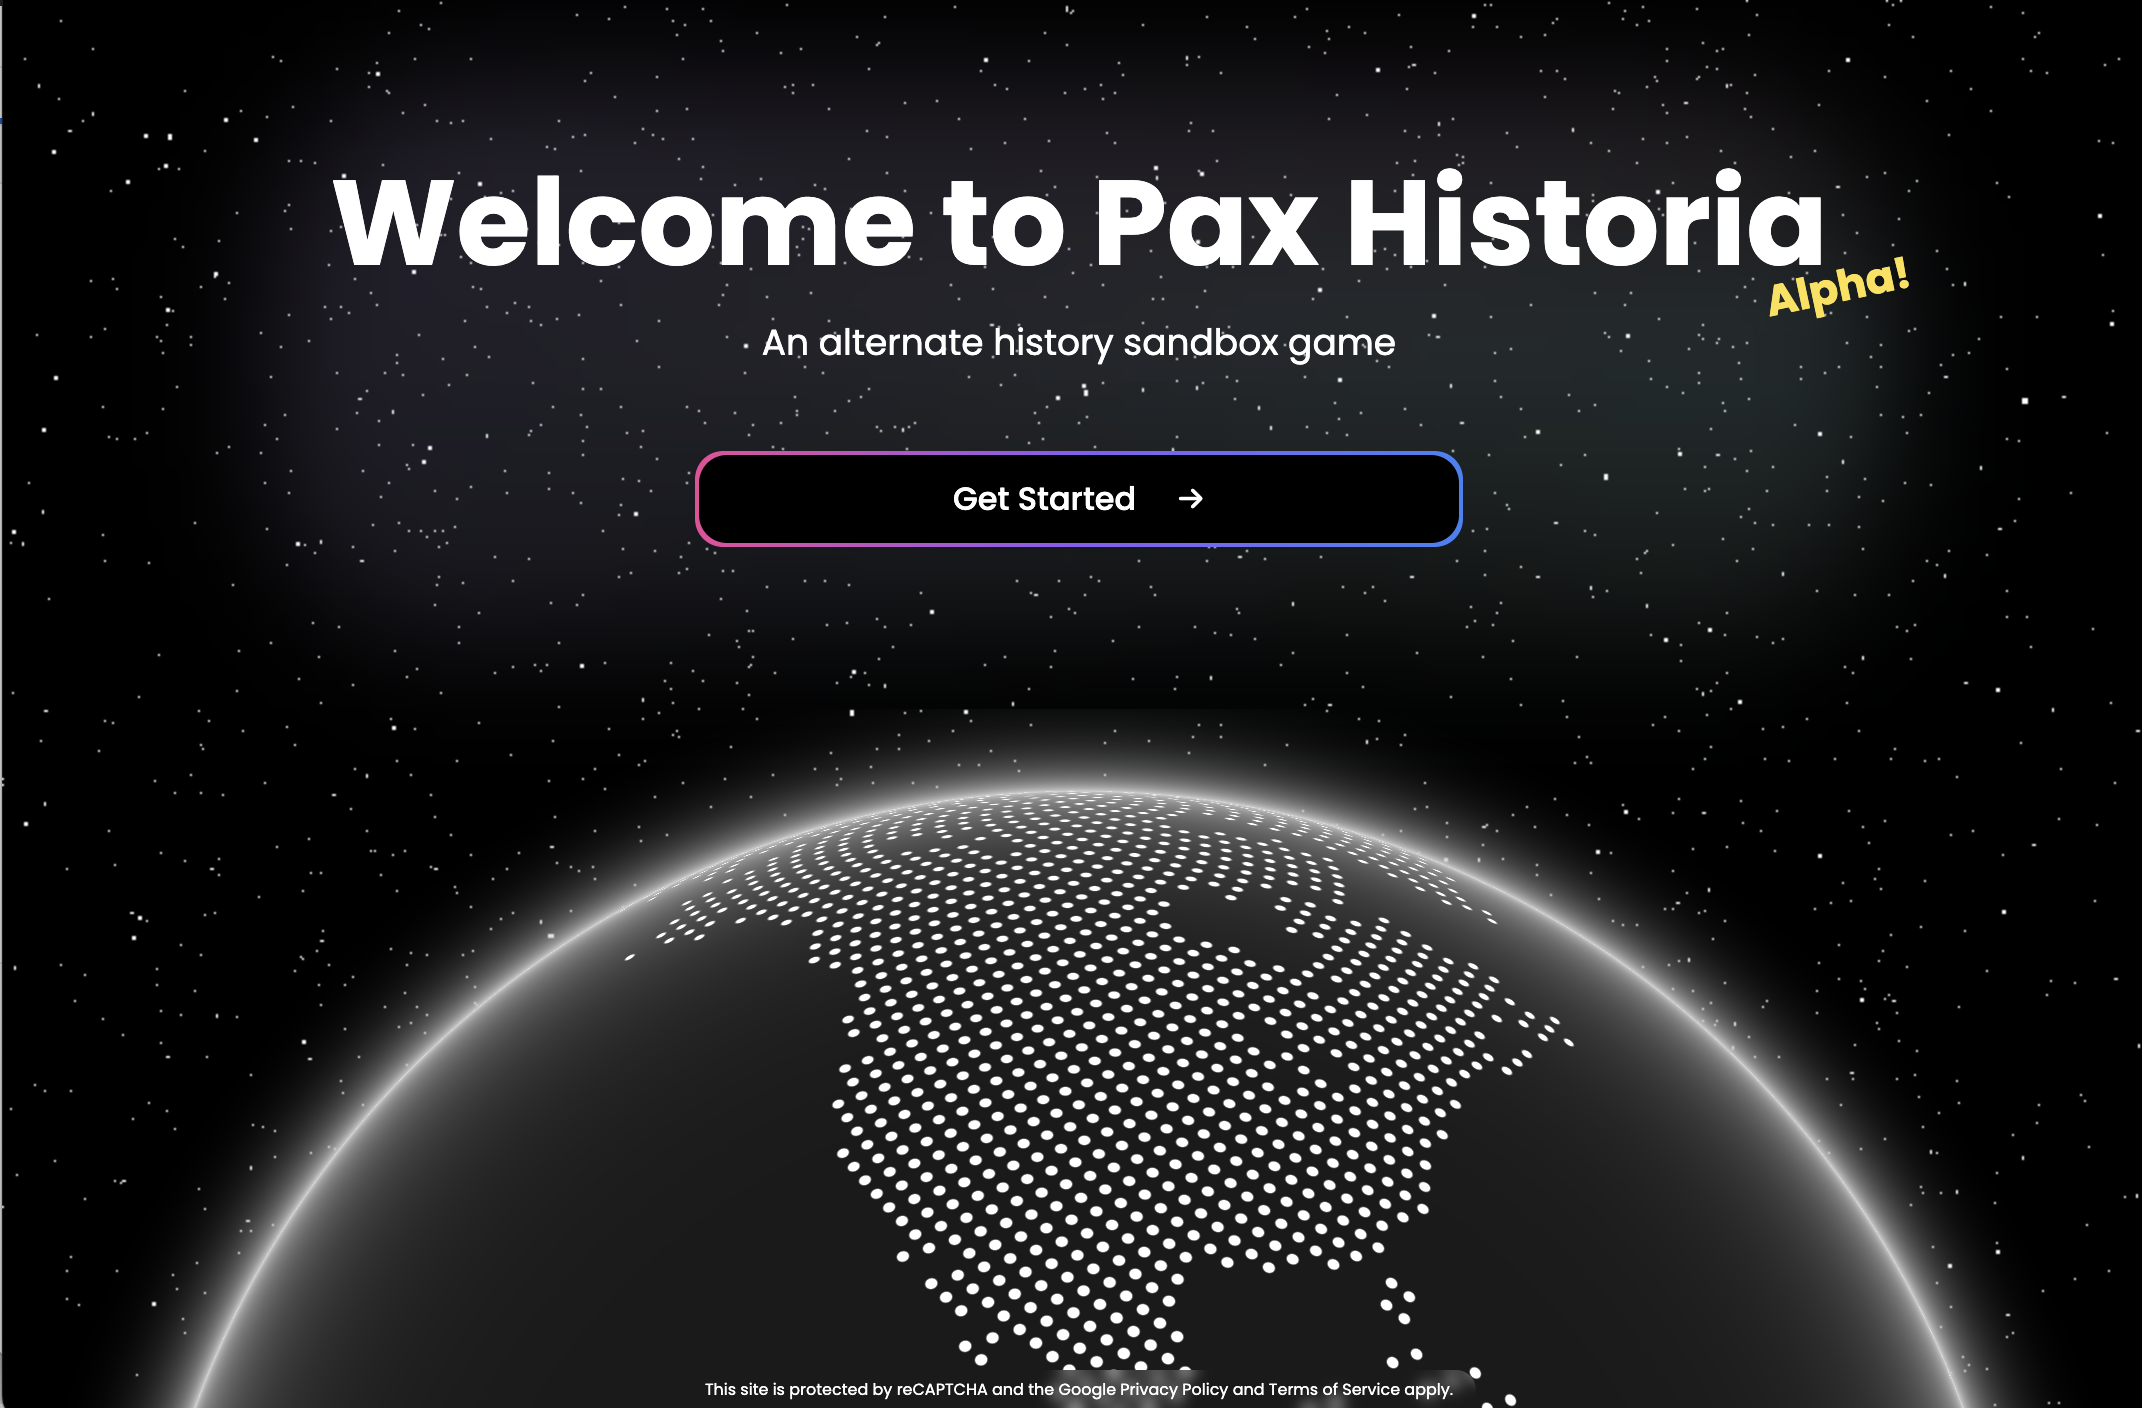 Welcome to Pax Historia
Alpha!
An alternate history sandbox game
Get Started →
This site is protected by reCAPTCHA and the Google Privacy Policy and Terms of Service apply.